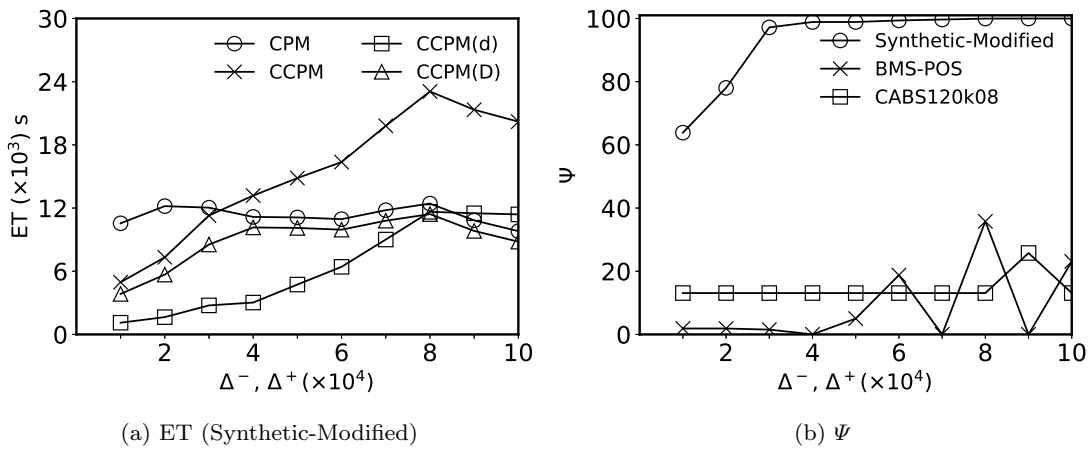 30
24
18
12
6
0
ET (×10³) s
CPM
CCPM
CCPM(d)
CCPM(D)
2 4 6 8 10
Δ⁻, Δ⁺(×10⁴)
(a) ET (Synthetic-Modified)
100
80
60
40
20
0
Ψ
Synthetic-Modified
BMS-POS
CABS120k08
2 4 6 8 10
Δ⁻, Δ⁺(×10⁴)
(b) Ψ